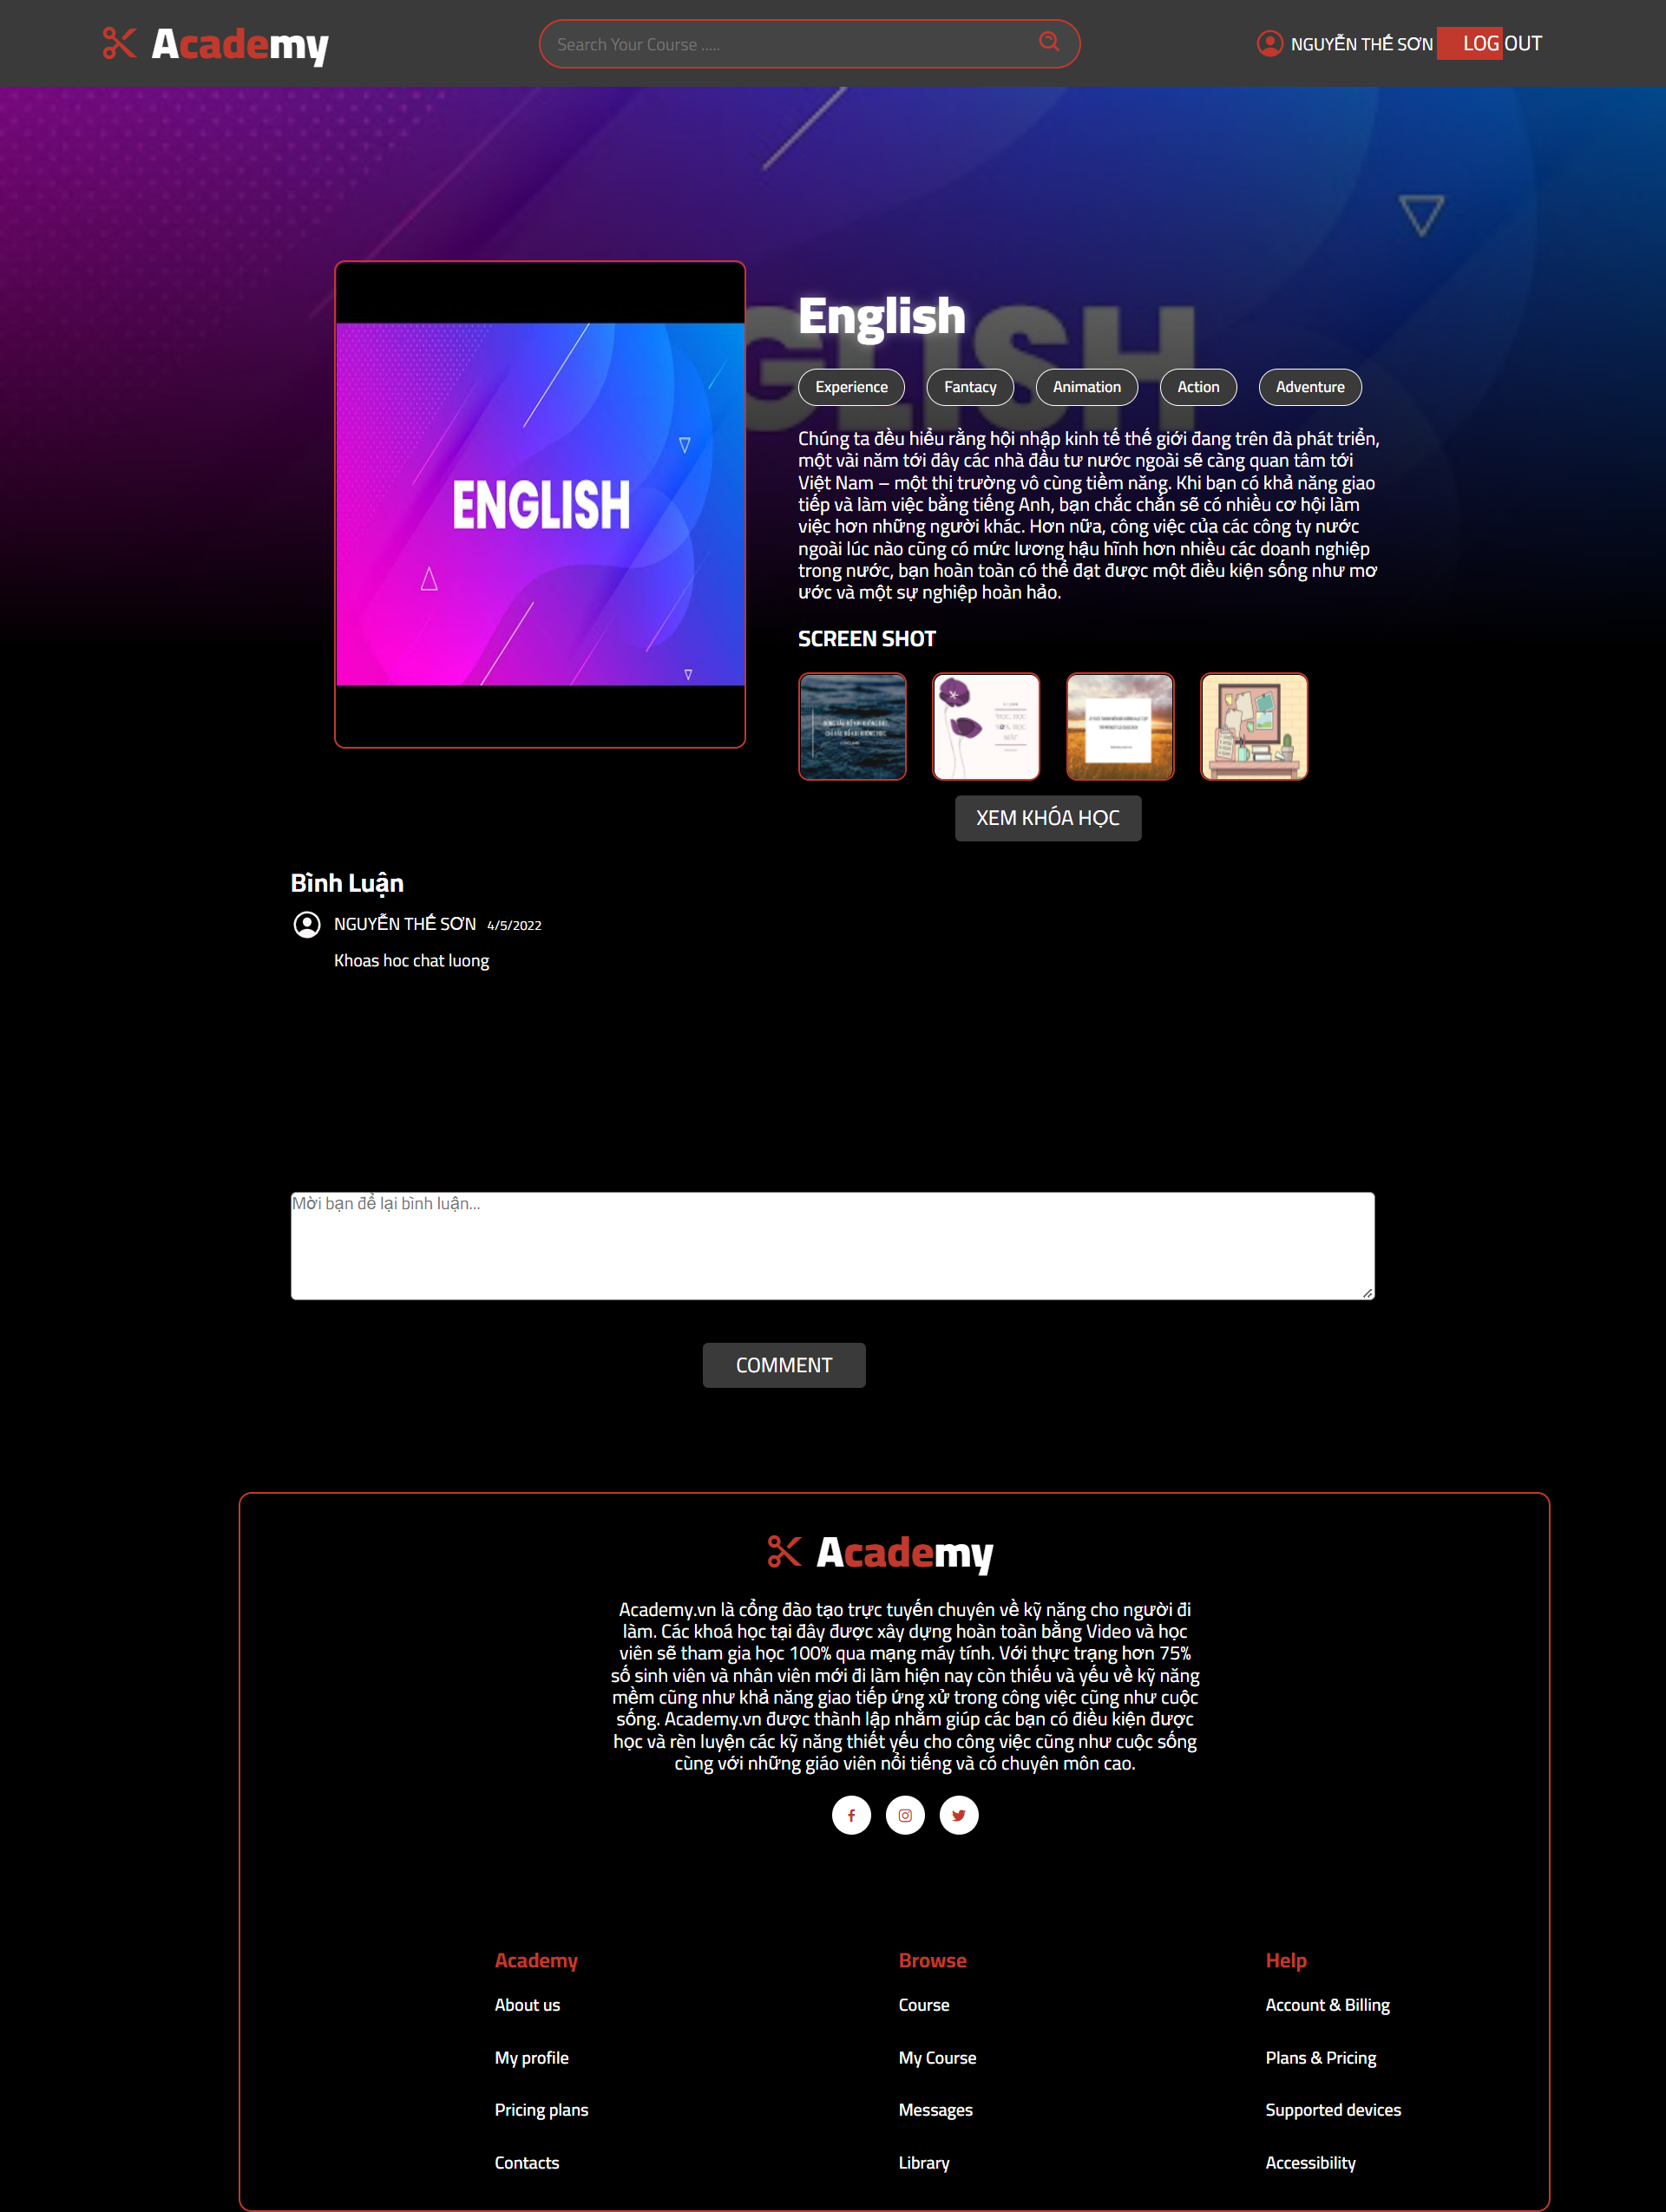 Academy
Search Your Course .....
NGUYỄN THẾ SƠN
LOG OUT
GLISH
ENGLISH
English
Experience
Fantacy
Animation
Action
Adventure
Chúng ta đều hiểu rằng hội nhập kinh tế thế giới đang trên đà phát triển,
một vài năm tới đây các nhà đầu tư nước ngoài sẽ càng quan tâm tới
Việt Nam – một thị trường vô cùng tiềm năng. Khi bạn có khả năng giao
tiếp và làm việc bằng tiếng Anh, bạn chắc chắn sẽ có nhiều cơ hội làm
việc hơn những người khác. Hơn nữa, công việc của các công ty nước
ngoài lúc nào cũng có mức lương hậu hĩnh hơn nhiều các doanh nghiệp
trong nước, bạn hoàn toàn có thể đạt được một điều kiện sống như mơ
ước và một sự nghiệp hoàn hảo.
SCREEN SHOT
"HỌC, HỌC
NỮA, HỌC
MÃI"
XEM KHÓA HỌC
Bình Luận
NGUYỄN THẾ SƠN 4/5/2022
Khoas hoc chat luong
Mời bạn để lại bình luận...
COMMENT
Academy
Academy.vn là cổng đào tạo trực tuyến chuyên về kỹ năng cho người đi
làm. Các khoá học tại đây được xây dựng hoàn toàn bằng Video và học
viên sẽ tham gia học 100% qua mạng máy tính. Với thực trạng hơn 75%
số sinh viên và nhân viên mới đi làm hiện nay còn thiếu và yếu về kỹ năng
mềm cũng như khả năng giao tiếp ứng xử trong công việc cũng như cuộc
sống. Academy.vn được thành lập nhằm giúp các bạn có điều kiện được
học và rèn luyện các kỹ năng thiết yếu cho công việc cũng như cuộc sống
cùng với những giáo viên nổi tiếng và có chuyên môn cao.
Academy
About us
My profile
Pricing plans
Contacts
Browse
Course
My Course
Messages
Library
Help
Account & Billing
Plans & Pricing
Supported devices
Accessibility